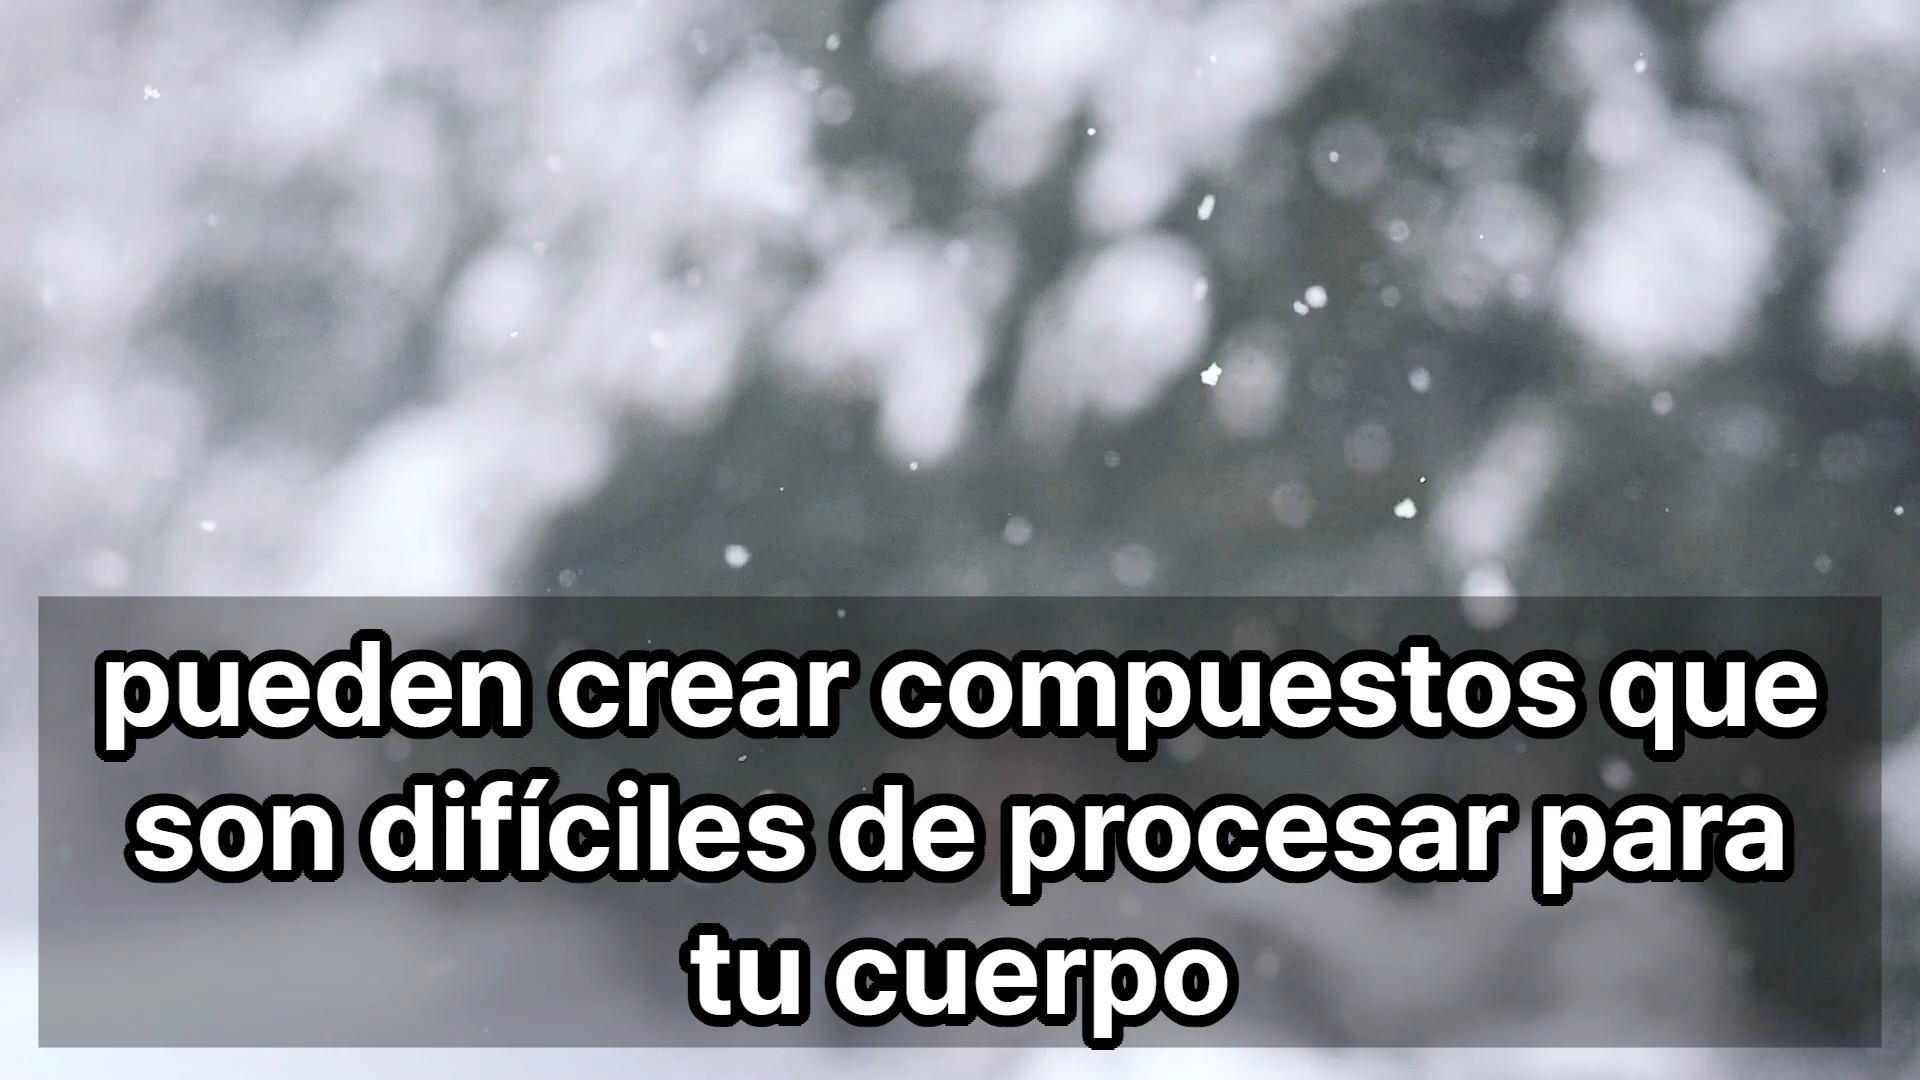 pueden crear compuestos que
son difíciles de procesar para
tu cuerpo